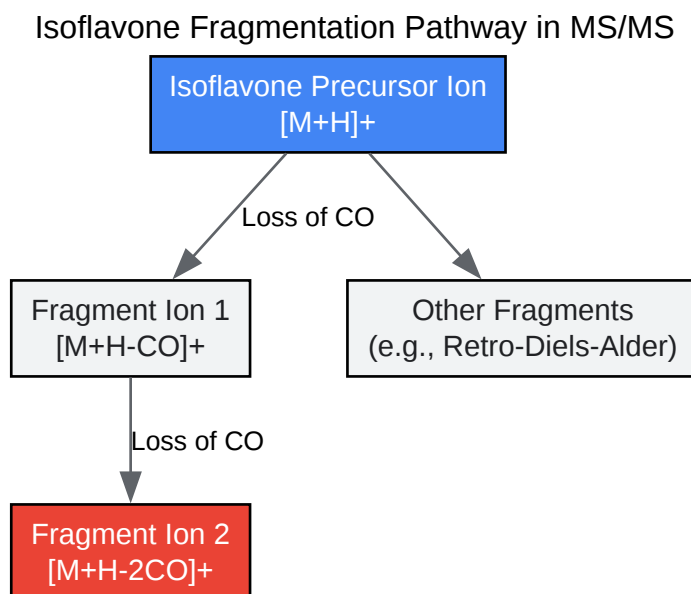 Isoflavone Fragmentation Pathway in MS/MS
Isoflavone Precursor Ion
[M+H]+
Loss of CO
Fragment Ion 1
[M+H-CO]+
Other Fragments
(e.g., Retro-Diels-Alder)
Loss of CO
Fragment Ion 2
[M+H-2CO]+